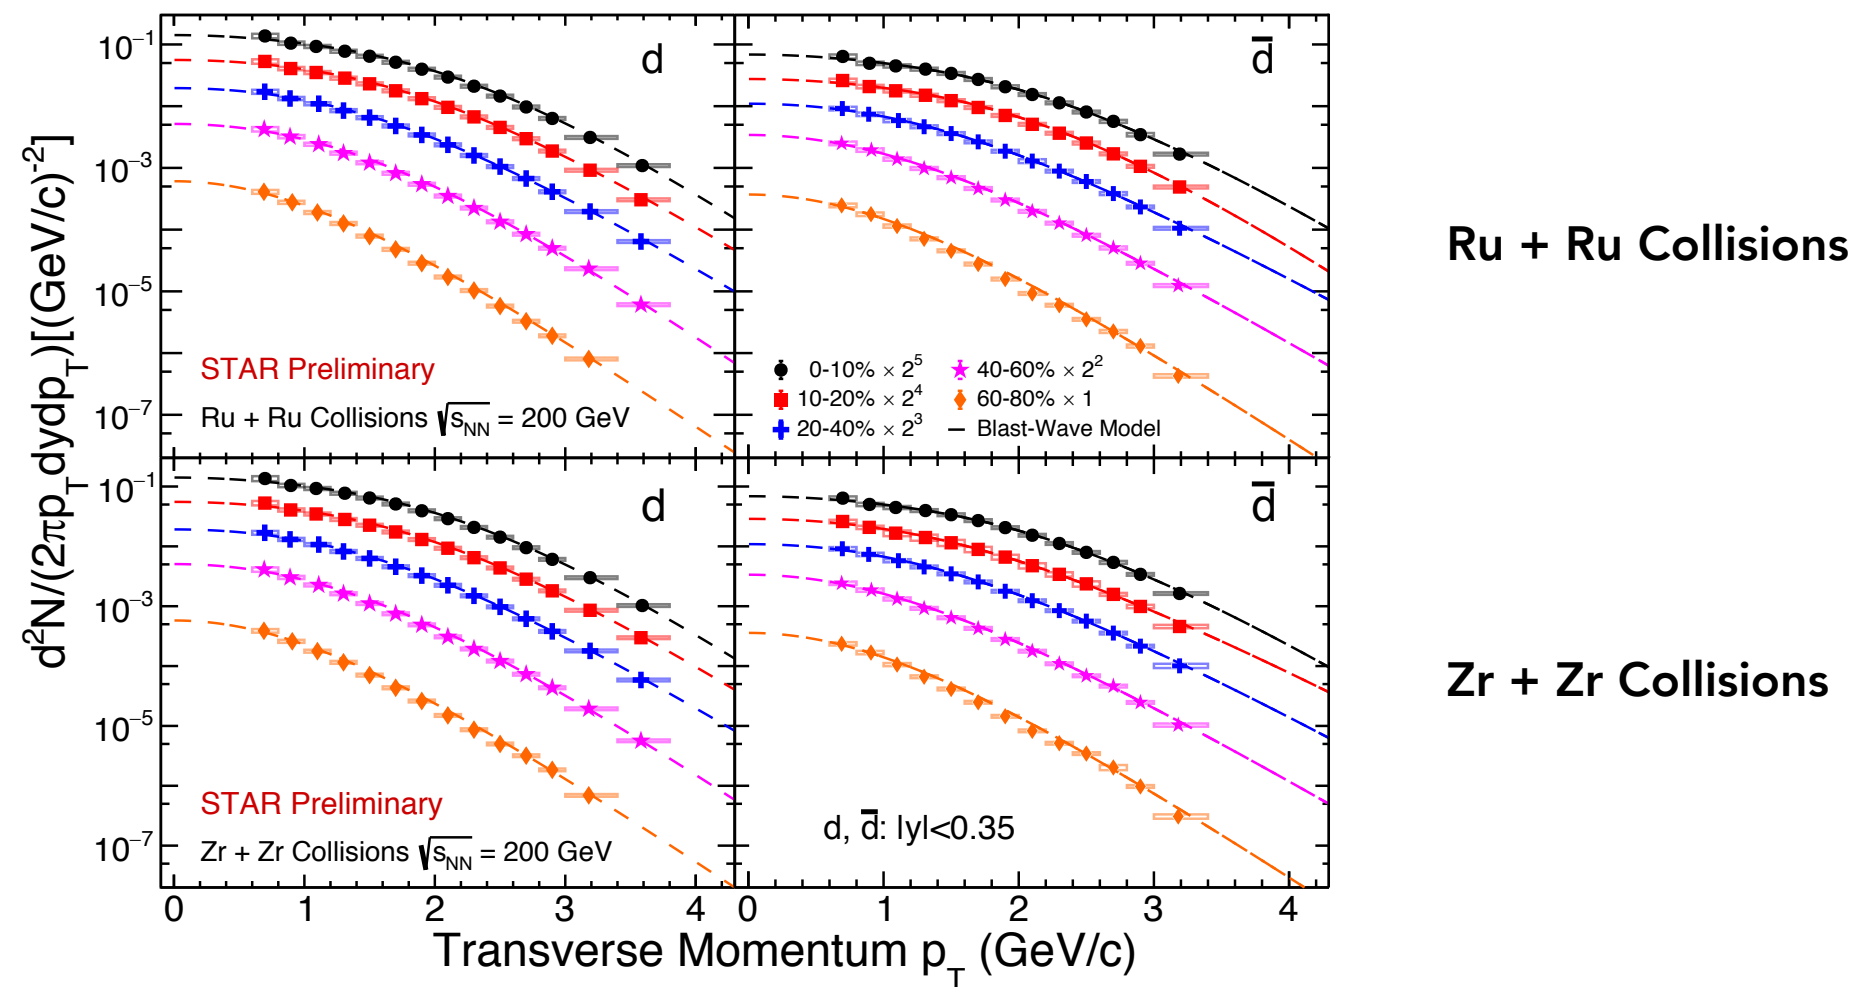 d²N/(2πp_T dydp_T)[(GeV/c)⁻²]
10⁻¹
10⁻³
10⁻⁵
10⁻⁷
d
STAR Preliminary
Ru + Ru Collisions √s_NN = 200 GeV
d̄
0-10% × 2⁵
10-20% × 2⁴
20-40% × 2³
40-60% × 2²
60-80% × 1
– Blast-Wave Model
Ru + Ru Collisions
10⁻¹
10⁻³
10⁻⁵
10⁻⁷
d
STAR Preliminary
Zr + Zr Collisions √s_NN = 200 GeV
d̄
d, d̄: |y|<0.35
Zr + Zr Collisions
0 1 2 3 4 0 1 2 3 4
Transverse Momentum p_T (GeV/c)